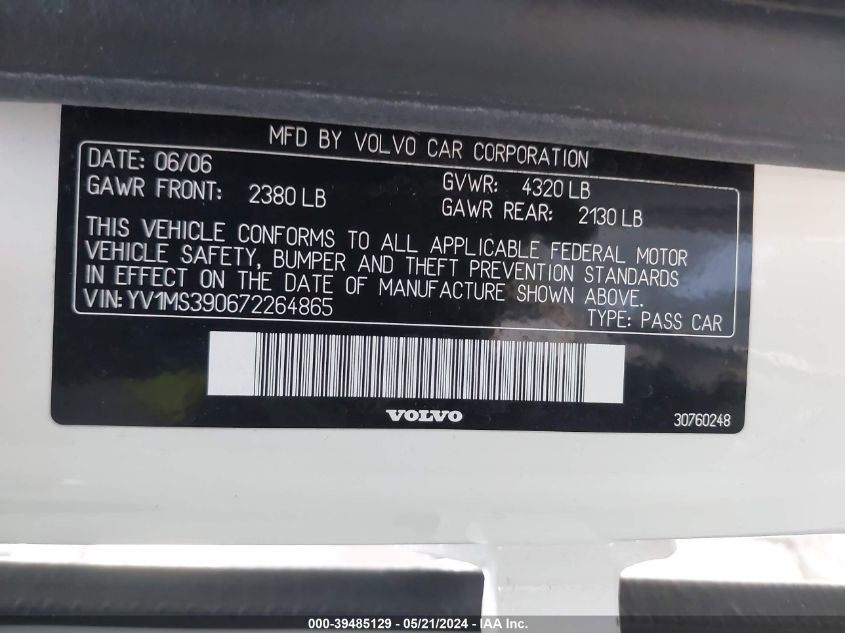 MFD BY VOLVO CAR CORPORATION
DATE: 06/06
GVWR: 4320 LB
GAWR FRONT: 2380 LB
GAWR REAR: 2130 LB
THIS VEHICLE CONFORMS TO ALL APPLICABLE FEDERAL MOTOR
VEHICLE SAFETY, BUMPER AND THEFT PREVENTION STANDARDS
IN EFFECT ON THE DATE OF MANUFACTURE SHOWN ABOVE.
VIN: YV1MS390672264865
TYPE: PASS CAR
VOLVO
30760248
000-39485129 - 05/21/2024 - IAA Inc.